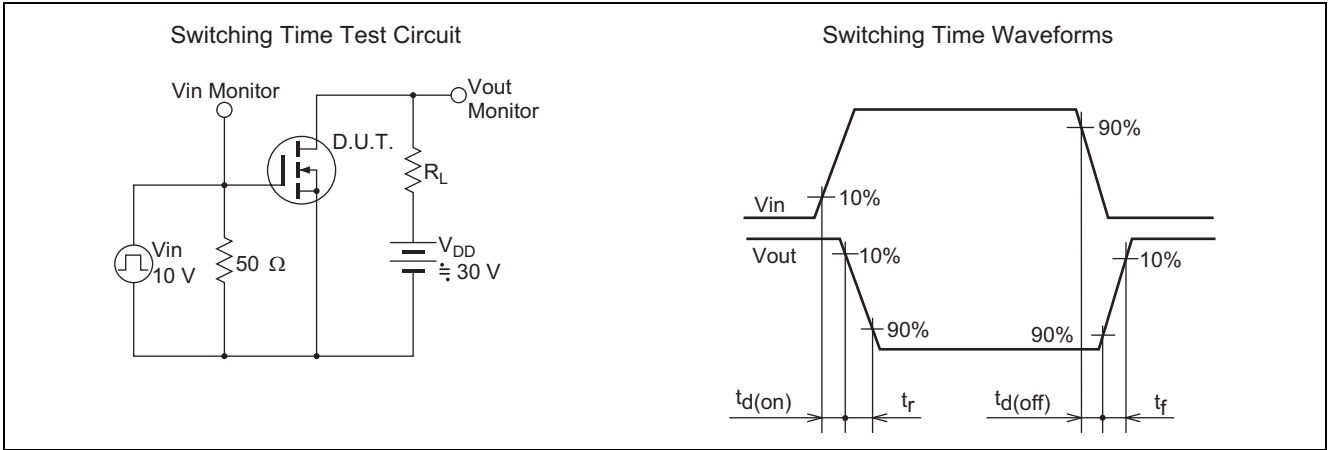 Switching Time Test Circuit
Vin Monitor
Vout
Monitor
D.U.T.
RL
Vin
10 V
50 Ω
VDD
≒ 30 V
Switching Time Waveforms
Vin
10%
90%
Vout
10%
90%
90%
10%
td(on)
tr
td(off)
tf